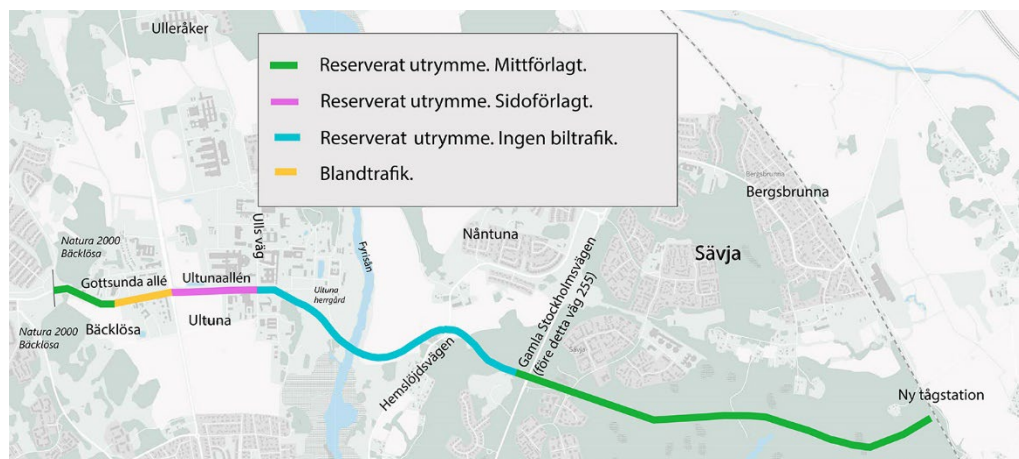 Ulleråker
Reserverat utrymme. Mittförlagt.
Reserverat utrymme. Sidoförlagt.
Reserverat utrymme. Ingen biltrafik.
Blandtrafik.
Bergsbrunna
Bergsbrunna
Ulls väg
Fyrisån
Nåntuna
Sävja
Natura 2000
Bäcklösa
Gottsunda allé
Ultunaallén
Ultuna
herrgård
Gamla Stockholmsvägen
(före detta väg 255)
Natura 2000
Bäcklösa
Bäcklösa
Ultuna
Hemslöjdsvägen
Sävja
Ny tågstation